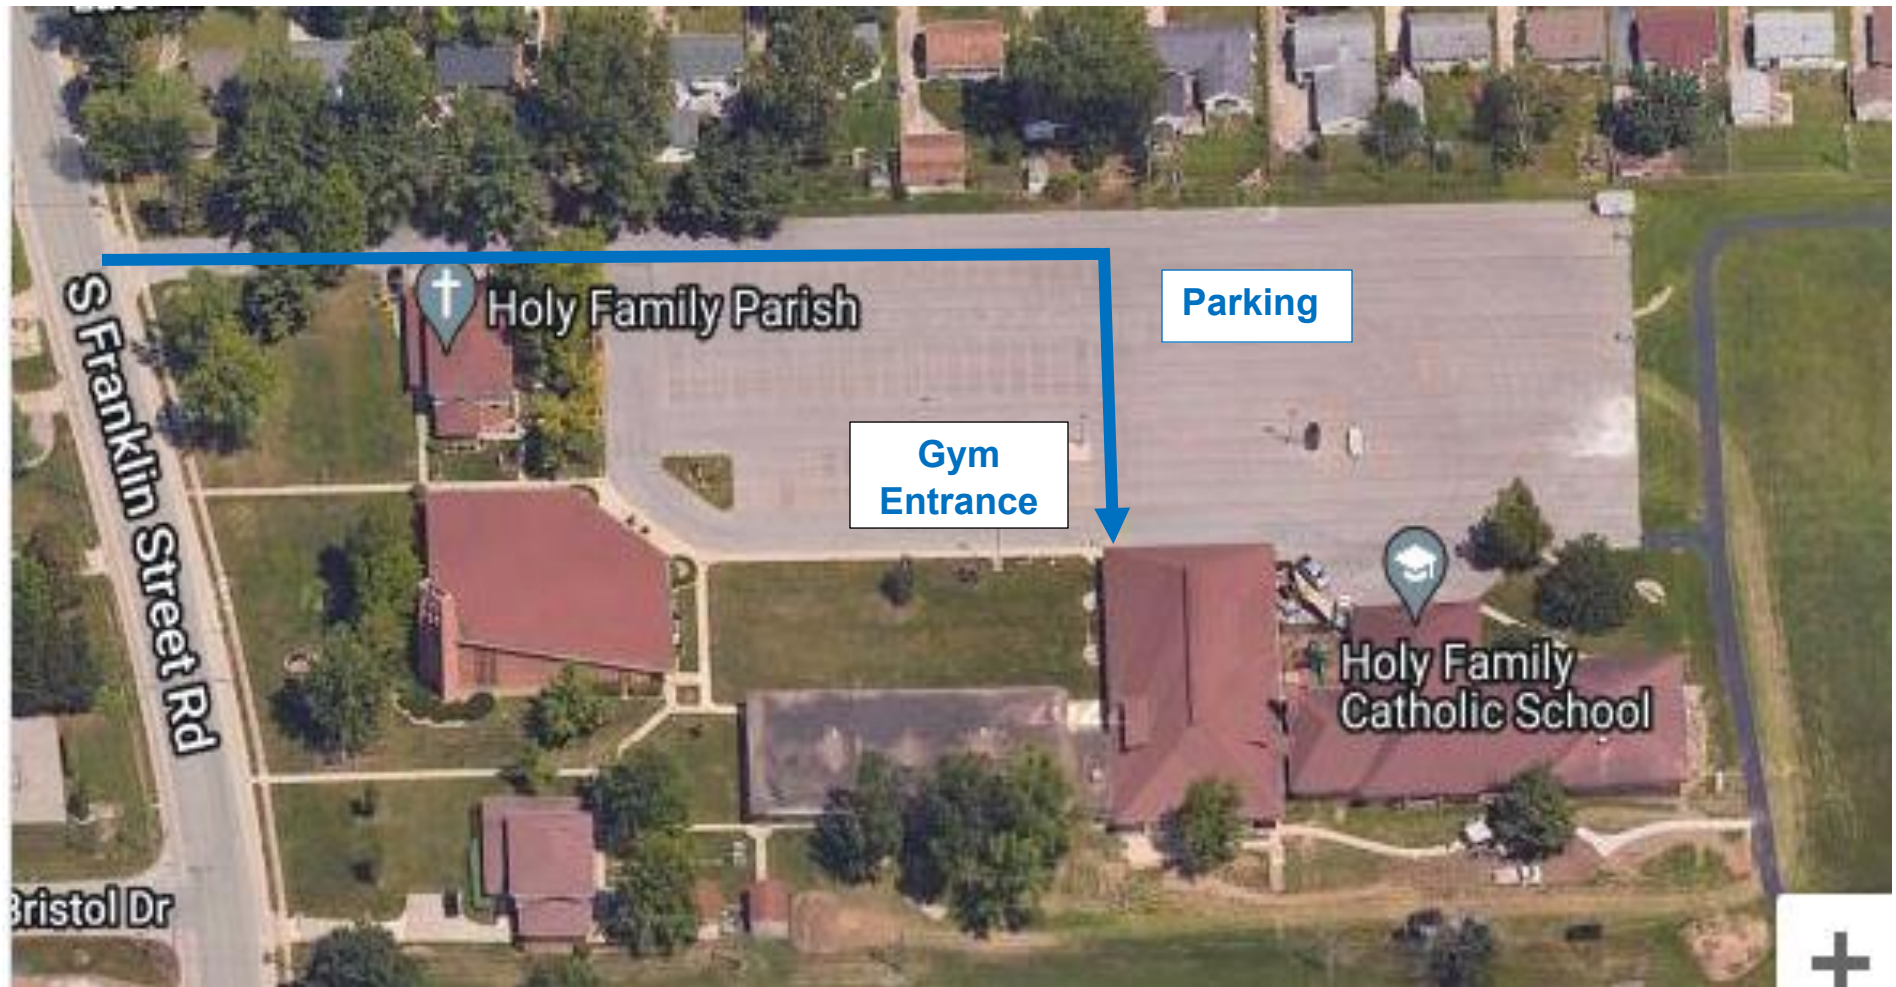 Holy Family Parish
Parking
S Franklin Street Rd
Gym
Entrance
Holy Family
Catholic School
Bristol Dr